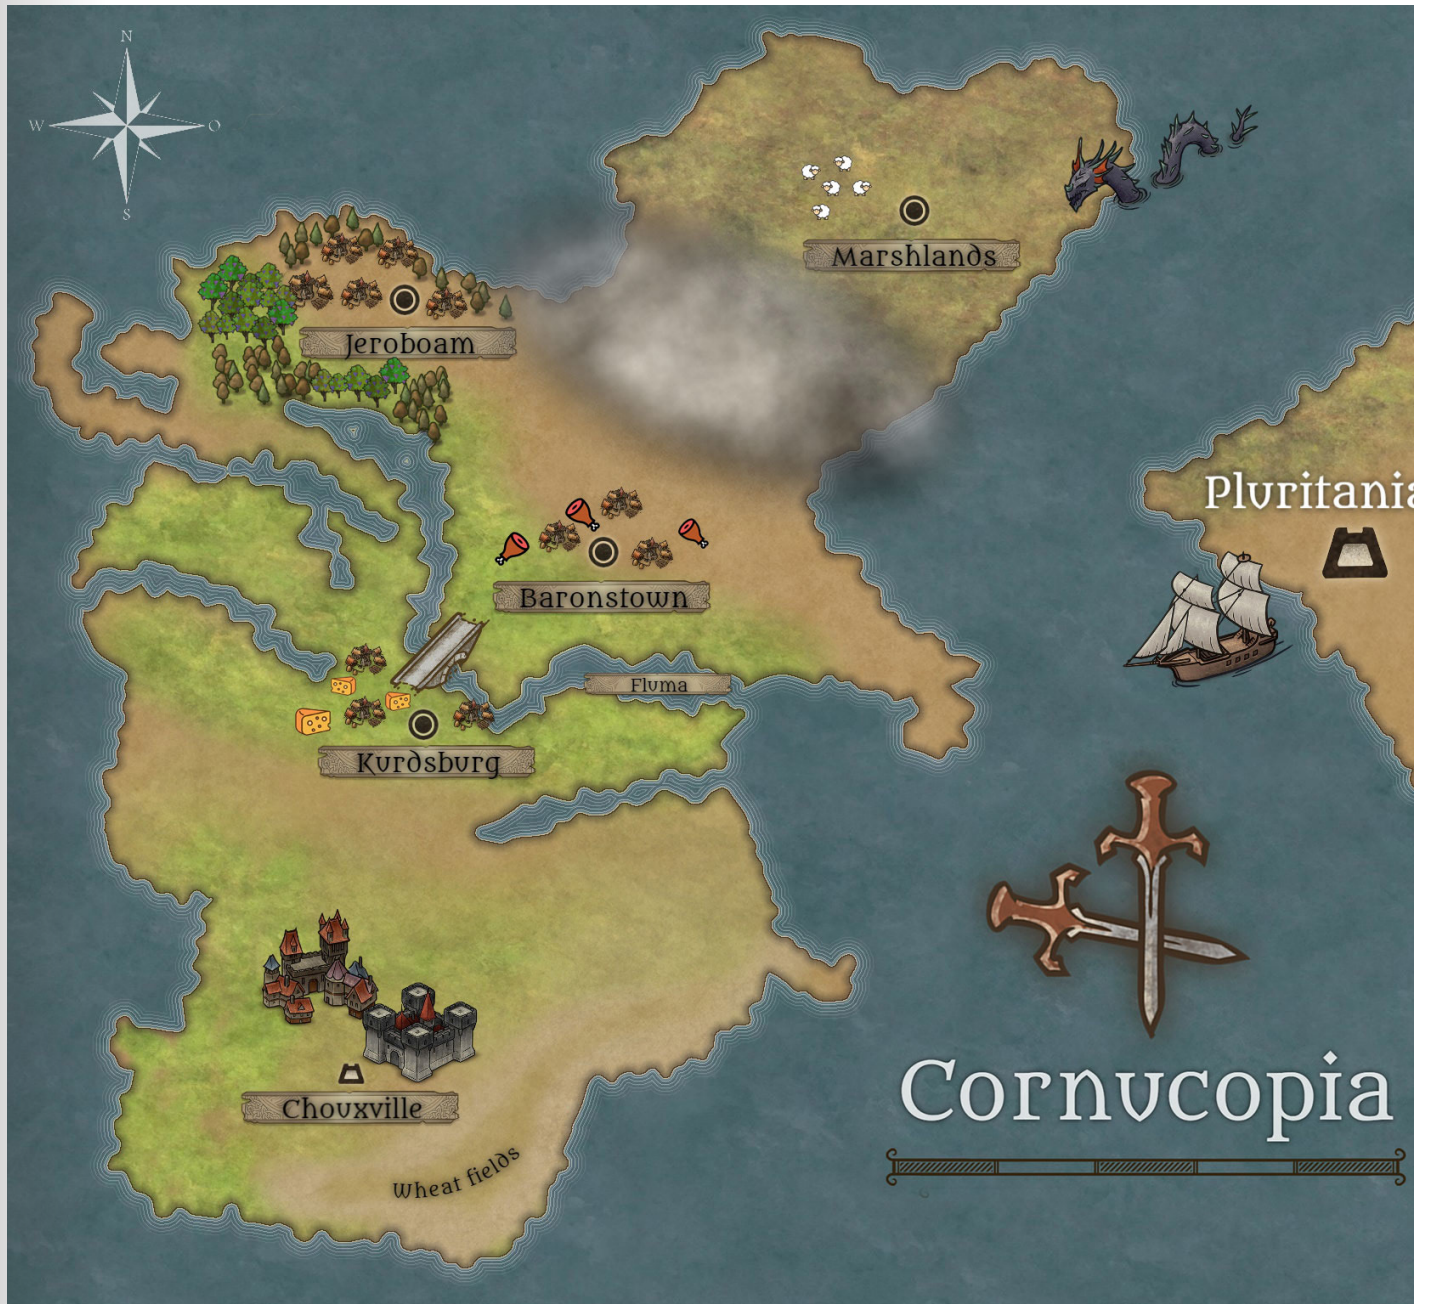 N
W O
S
Marshlands
Jeroboam
Pluritania
Baronstown
Fluma
Kurdsburg
Cornucopia
Chouxville
Wheat fields